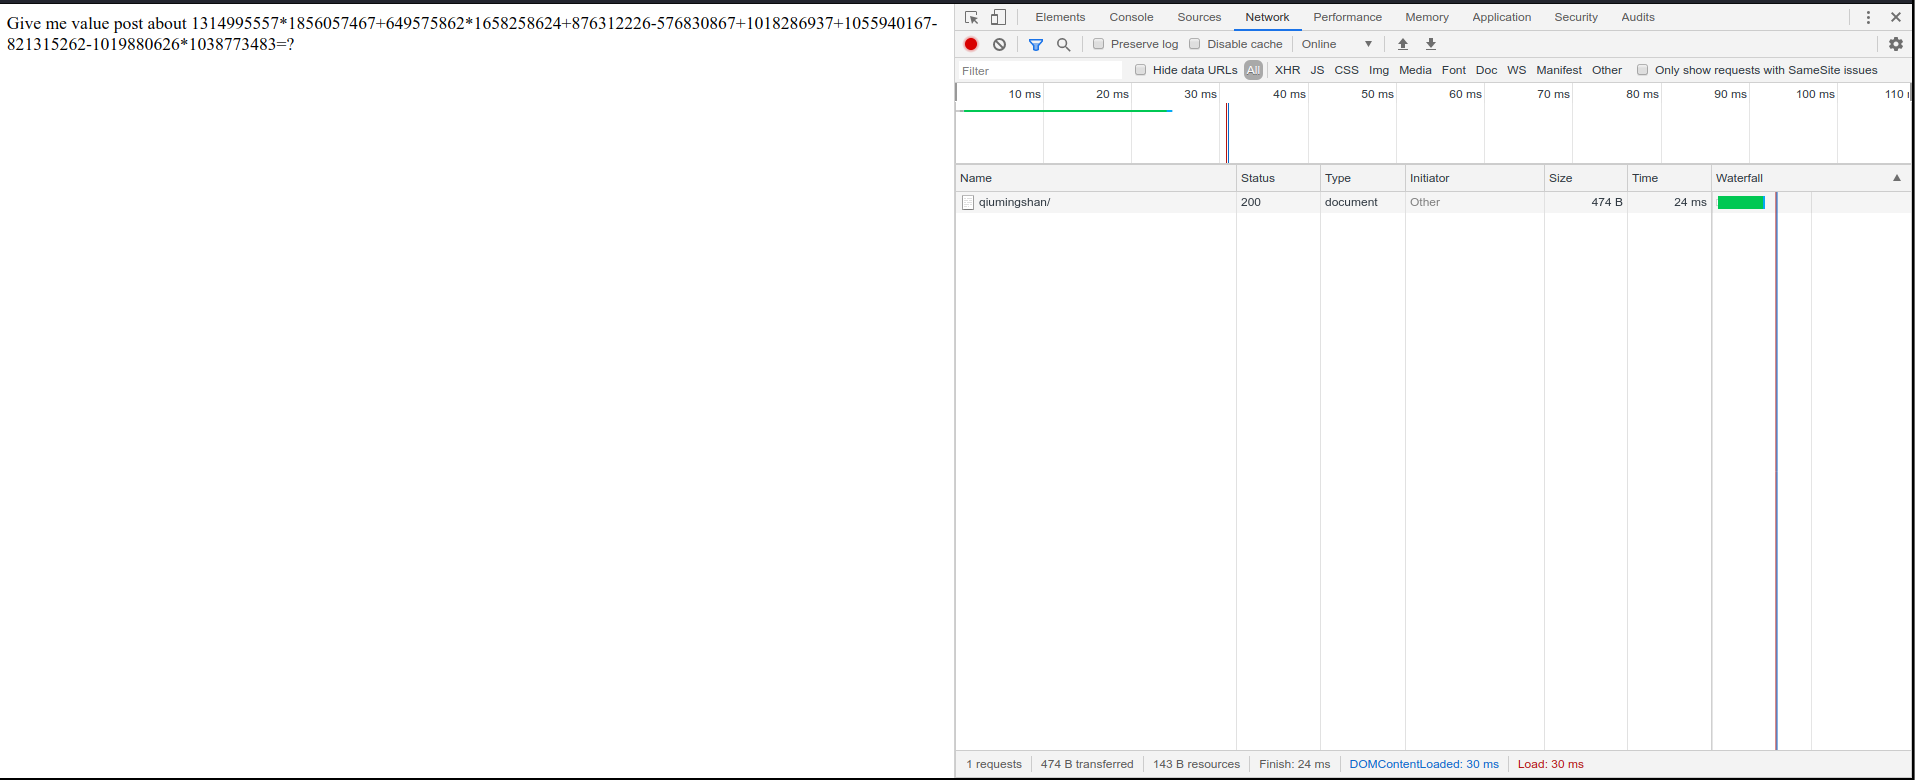 Give me value post about 1314995557*1856057467+649575862*1658258624+876312226-576830867+1018286937+1055940167-
821315262-1019880626*1038773483=?
Elements Console Sources Network Performance Memory Application Security Audits
Preserve log Disable cache Online
Filter Hide data URLs All XHR JS CSS Img Media Font Doc WS Manifest Other Only show requests with SameSite issues
10 ms 20 ms 30 ms 40 ms 50 ms 60 ms 70 ms 80 ms 90 ms 100 ms 110
Name Status Type Initiator Size Time Waterfall
qiumingshan/ 200 document Other 474 B 24 ms
1 requests 474 B transferred 143 B resources Finish: 24 ms DOMContentLoaded: 30 ms Load: 30 ms